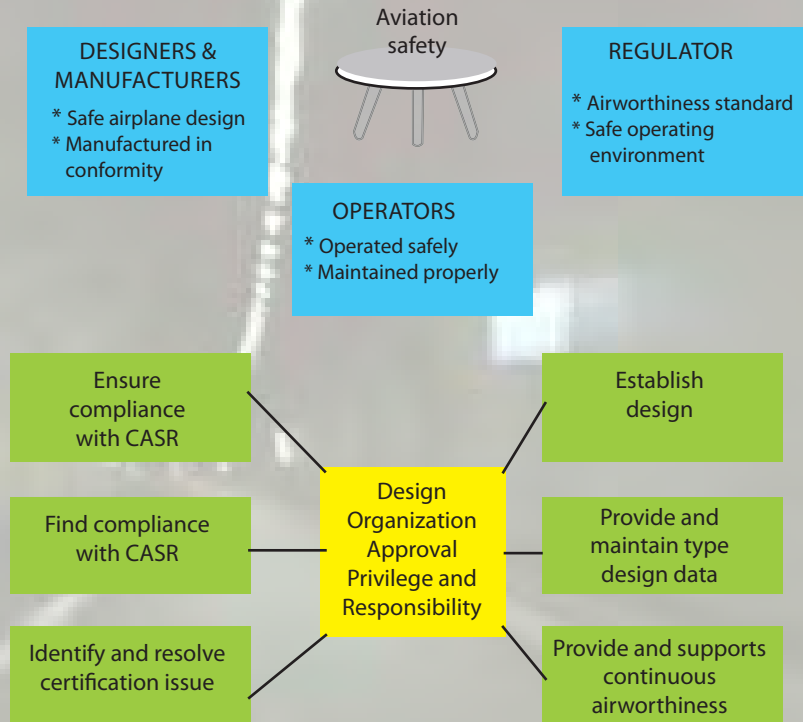 Aviation
safety
DESIGNERS &
MANUFACTURERS
* Safe airplane design
* Manufactured in
conformity
REGULATOR
* Airworthiness standard
* Safe operating
environment
OPERATORS
* Operated safely
* Maintained properly
Ensure
compliance
with CASR
Establish
design
Find compliance
with CASR
Design
Organization
Approval
Privilege and
Responsibility
Provide and
maintain type
design data
Identify and resolve
certification issue
Provide and supports
continuous
airworthiness